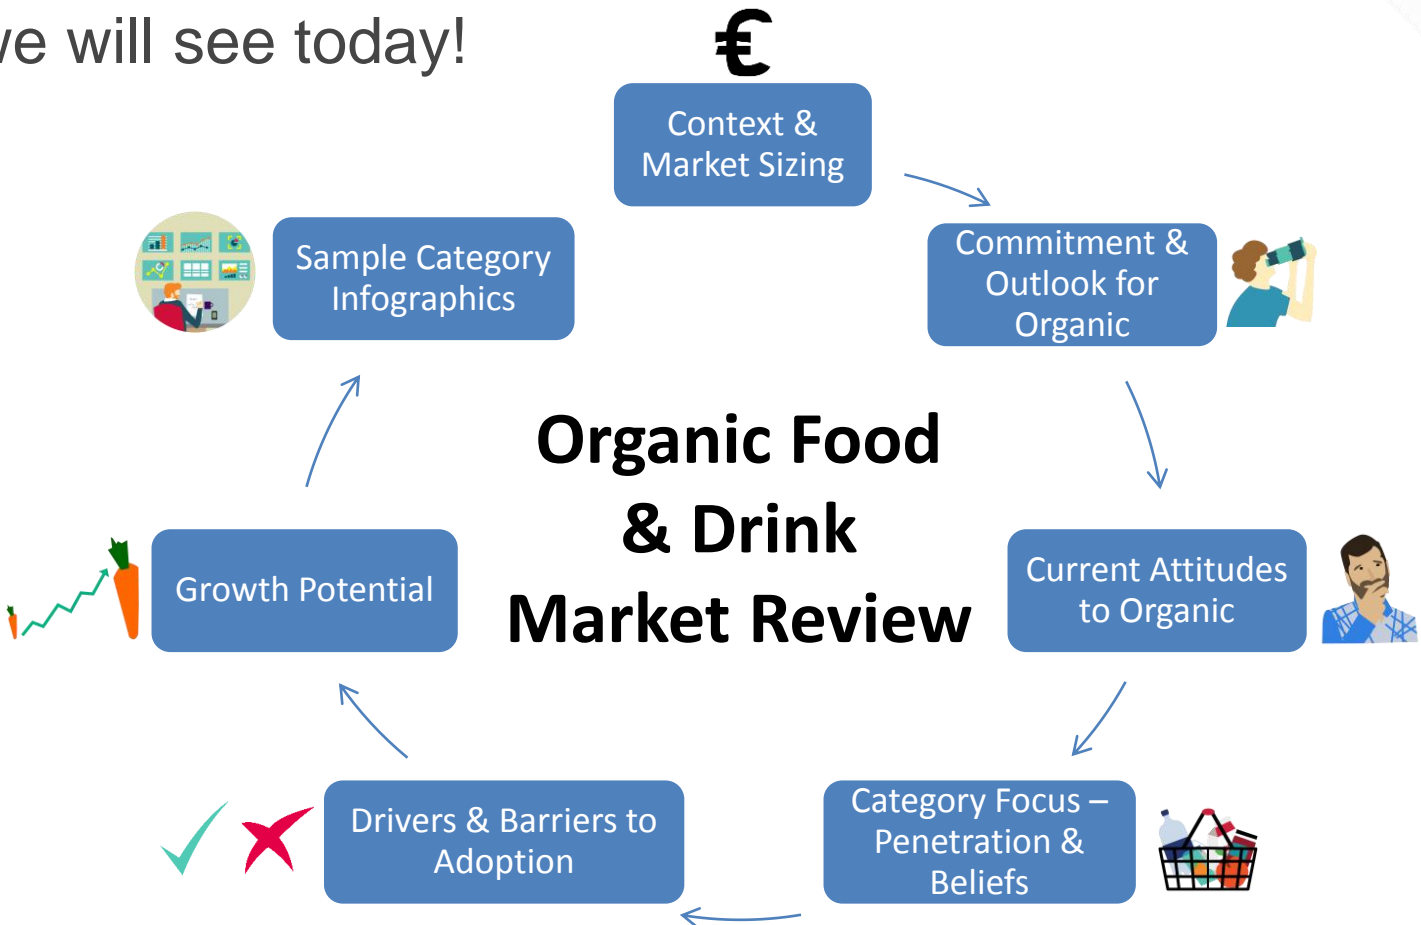 we will see today!
€
Context &
Market Sizing
Commitment &
Outlook for
Organic
Current Attitudes
to Organic
Category Focus –
Penetration &
Beliefs
Drivers & Barriers to
Adoption
Growth Potential
Sample Category
Infographics
Organic Food
& Drink
Market Review